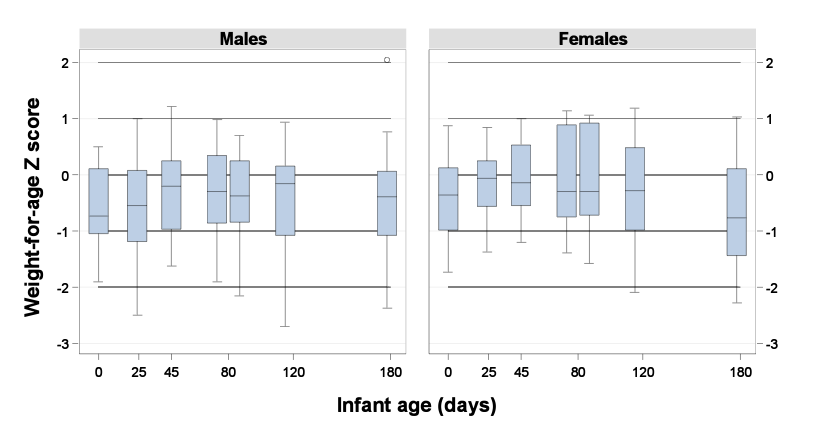 Males Females
2 2
1 1
0 0
-1 -1
-2 -2
-3 -3
0 25 45 80 120 180 0 25 45 80 120 180
Weight-for-age Z score
Infant age (days)